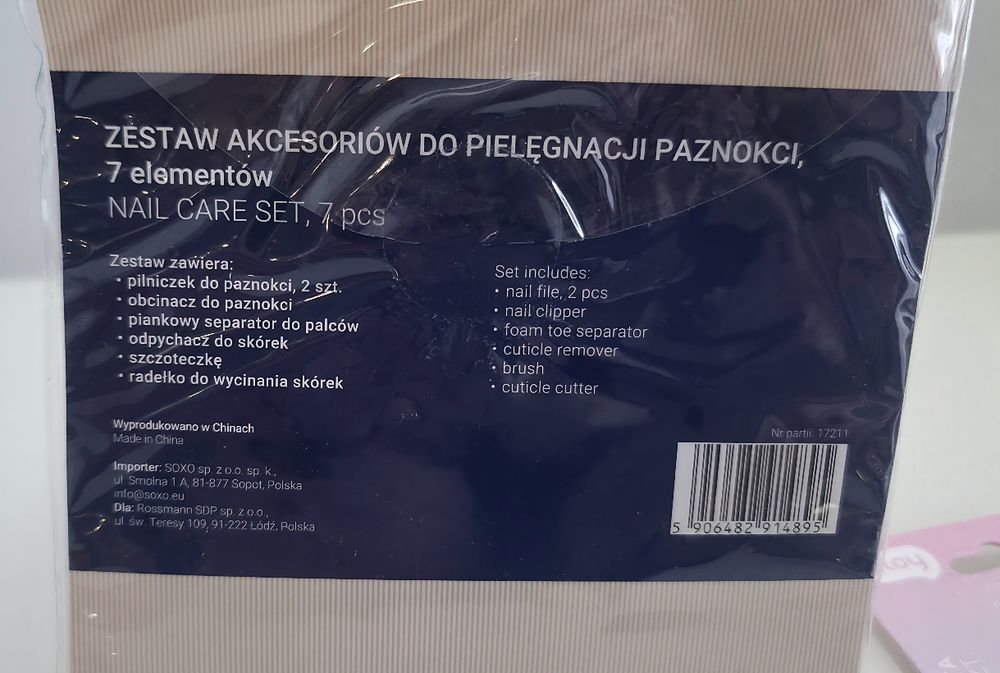 ZESTAW AKCESORIÓW DO PIELĘGNACJI PAZNOKCI,
7 elementów
NAIL CARE SET, 7 pcs
Zestaw zawiera:
• pilniczek do paznokci, 2 szt.
• obcinacz do paznokci
• piankowy separator do palców
• odpychacz do skórek
• szczoteczkę
• radełko do wycinania skórek
Set includes:
• nail file, 2 pcs
• nail clipper
• foam toe separator
• cuticle remover
• brush
• cuticle cutter
Wyprodukowano w Chinach
Made in China
Importer: SOXO sp. z o.o. sp. k.,
ul. Smolna 1 A, 81-877 Sopot, Polska
info@soxo.eu
Dla: Rossmann SDP sp. z o.o.,
ul. św. Teresy 109, 91-222 Łódź, Polska
Nr partii: 17211
5 906482 914895